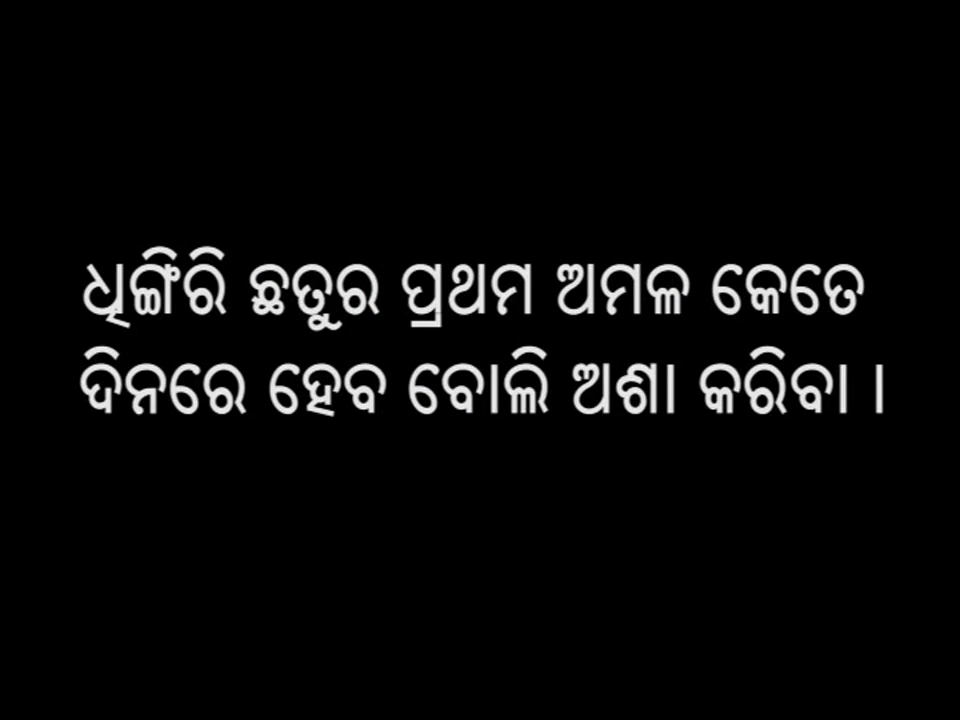 ଧିଙ୍ଗିରି ଛତୁର ପ୍ରଥମ ଅମଳ କେତେ
ଦିନରେ ହେବ ବୋଲି ଅଶା କରିବା ।